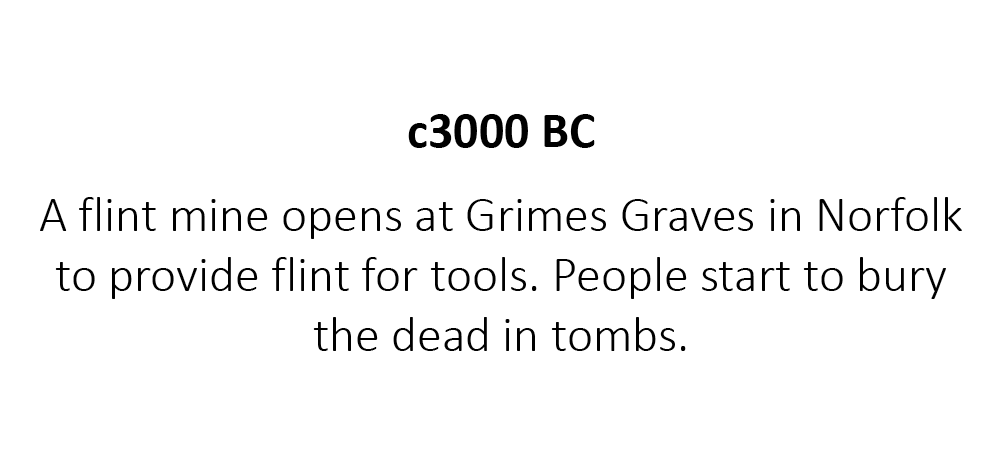 c3000 BC
A flint mine opens at Grimes Graves in Norfolk
to provide flint for tools. People start to bury
the dead in tombs.